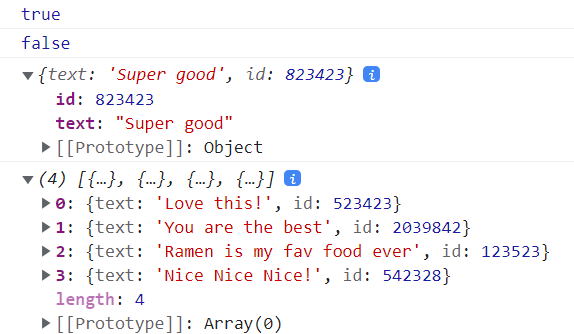 true
false
▼{text: 'Super good', id: 823423} i
id: 823423
text: "Super good"
▶[[Prototype]]: Object
▼(4) [{…}, {…}, {…}, {…}] i
▶0: {text: 'Love this!', id: 523423}
▶1: {text: 'You are the best', id: 2039842}
▶2: {text: 'Ramen is my fav food ever', id: 123523}
▶3: {text: 'Nice Nice Nice!', id: 542328}
length: 4
▶[[Prototype]]: Array(0)